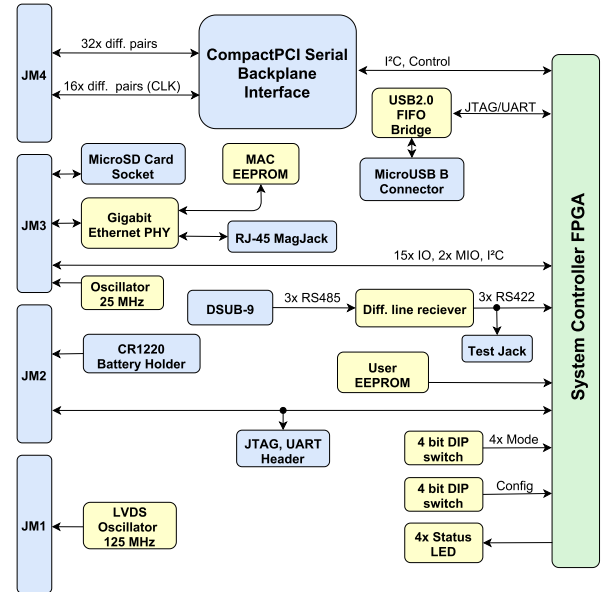 JM4
32x diff. pairs
16x diff. pairs (CLK)
CompactPCI Serial
Backplane
Interface
I²C, Control
USB2.0
FIFO
Bridge
JTAG/UART
MicroUSB B
Connector
System Controller FPGA
JM3
MicroSD Card
Socket
MAC
EEPROM
Gigabit
Ethernet PHY
RJ-45 MagJack
15x IO, 2x MIO, I²C
Oscillator
25 MHz
DSUB-9
3x RS485
Diff. line reciever
3x RS422
Test Jack
JM2
CR1220
Battery Holder
User
EEPROM
JTAG, UART
Header
4 bit DIP
switch
4x Mode
4 bit DIP
switch
Config
4x Status
LED
JM1
LVDS
Oscillator
125 MHz